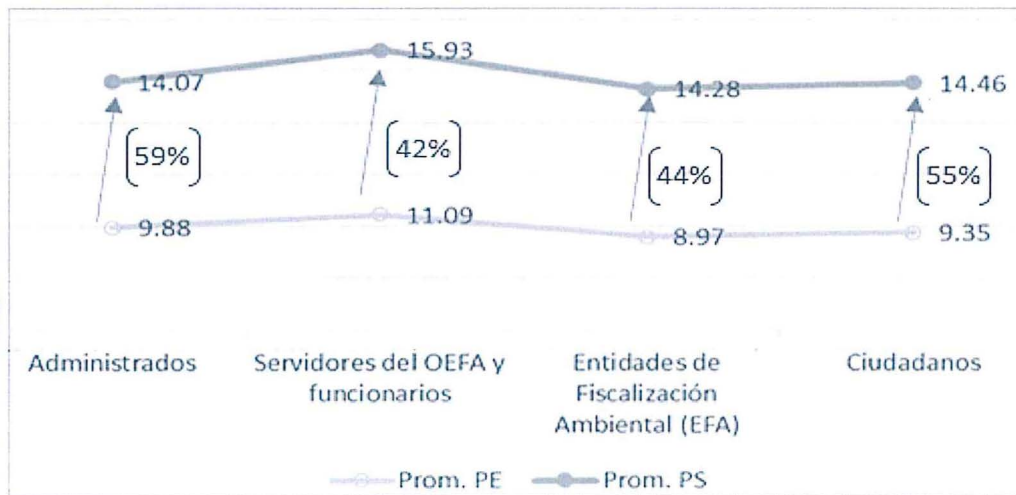 15.93
14.07 14.28 14.46
59% 42% 44% 55%
9.88 11.09 8.97 9.35
Administrados Servidores del OEFA y Entidades de Ciudadanos
funcionarios Fiscalización
Ambiental (EFA)
Prom. PE Prom. PS